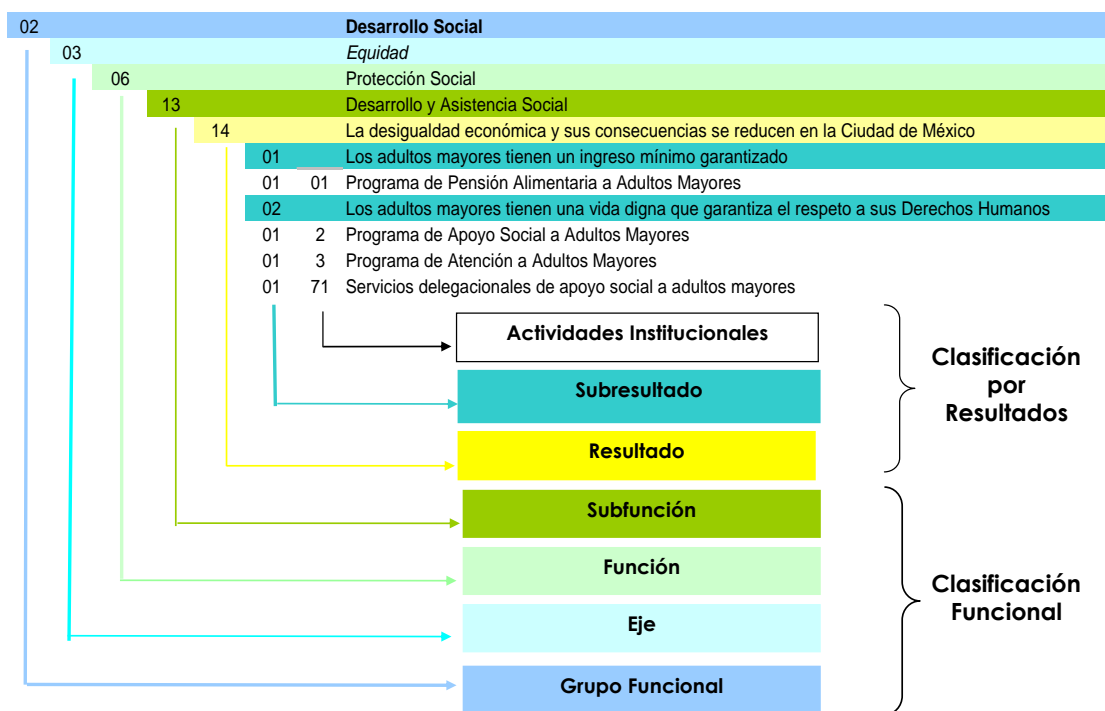 02 Desarrollo Social
03 Equidad
06 Protección Social
13 Desarrollo y Asistencia Social
14 La desigualdad económica y sus consecuencias se reducen en la Ciudad de México
01 Los adultos mayores tienen un ingreso mínimo garantizado
01 01 Programa de Pensión Alimentaria a Adultos Mayores
02 Los adultos mayores tienen una vida digna que garantiza el respeto a sus Derechos Humanos
01 2 Programa de Apoyo Social a Adultos Mayores
01 3 Programa de Atención a Adultos Mayores
01 71 Servicios delegacionales de apoyo social a adultos mayores
Actividades Institucionales
Subresultado
Resultado
Clasificación
por
Resultados
Subfunción
Función
Eje
Grupo Funcional
Clasificación
Funcional